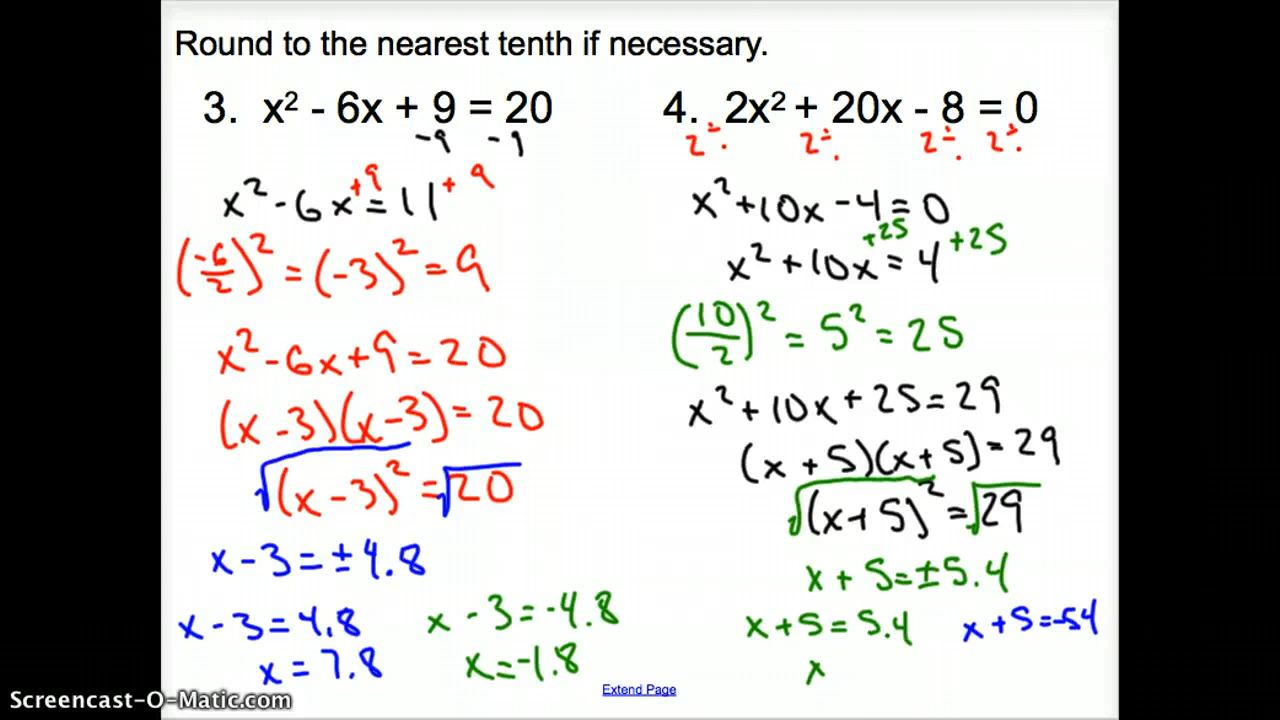 Round to the nearest tenth if necessary.
3. x² - 6x + 9 = 20
-9 -9
x² - 6x +9 = 11 + 9
(-6/2)² = (-3)² = 9
x² - 6x + 9 = 20
(x - 3)(x - 3) = 20
√(x - 3)² = √20
x - 3 = ± 4.8
x - 3 = 4.8
x = 7.8
x - 3 = -4.8
x = -1.8
4. 2x² + 20x - 8 = 0
2÷ 2÷ 2÷ 2÷
x² + 10x - 4 = 0
+25 +25
x² + 10x = 4
(10/2)² = 5² = 25
x² + 10x + 25 = 29
(x + 5)(x + 5) = 29
√(x + 5)² = √29
x + 5 = ± 5.4
x + 5 = 5.4
x
x + 5 = -5.4
Extend Page
Screencast-O-Matic.com